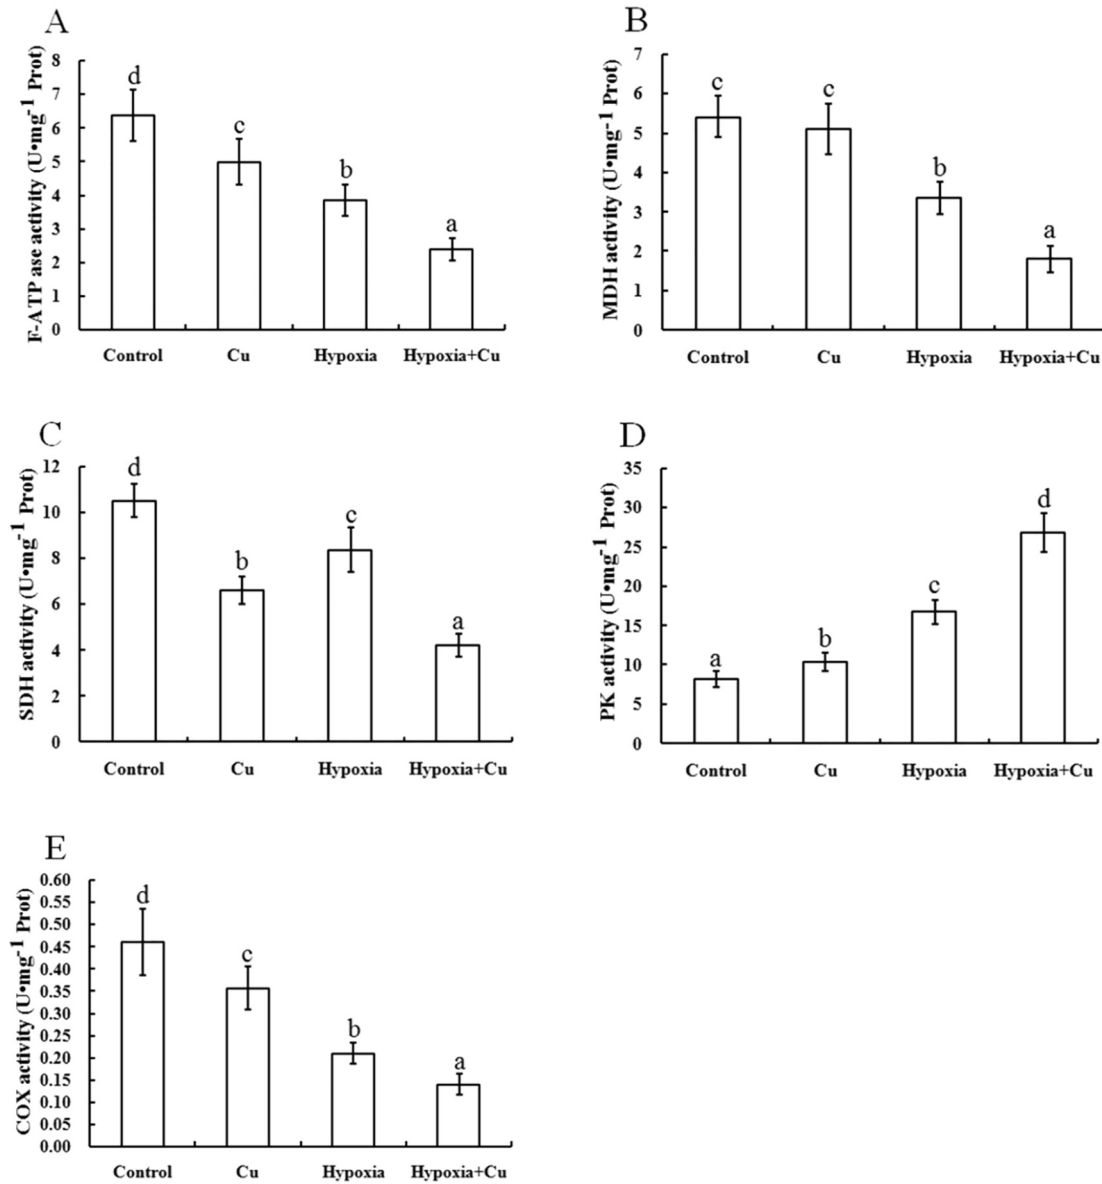 A
F-ATP ase activity (U•mg-1 Prot)
8
7
6
5
4
3
2
1
0
d
c
b
a
Control Cu Hypoxia Hypoxia+Cu
B
MDH activity (U•mg-1 Prot)
7
6
5
4
3
2
1
0
c
c
b
a
Control Cu Hypoxia Hypoxia+Cu
C
SDH activity (U•mg-1 Prot)
12
10
8
6
4
2
0
d
b
c
a
Control Cu Hypoxia Hypoxia+Cu
D
PK activity (U•mg-1 Prot)
35
30
25
20
15
10
5
0
a
b
c
d
Control Cu Hypoxia Hypoxia+Cu
E
COX activity (U•mg-1 Prot)
0.60
0.55
0.50
0.45
0.40
0.35
0.30
0.25
0.20
0.15
0.10
0.05
0.00
d
c
b
a
Control Cu Hypoxia Hypoxia+Cu